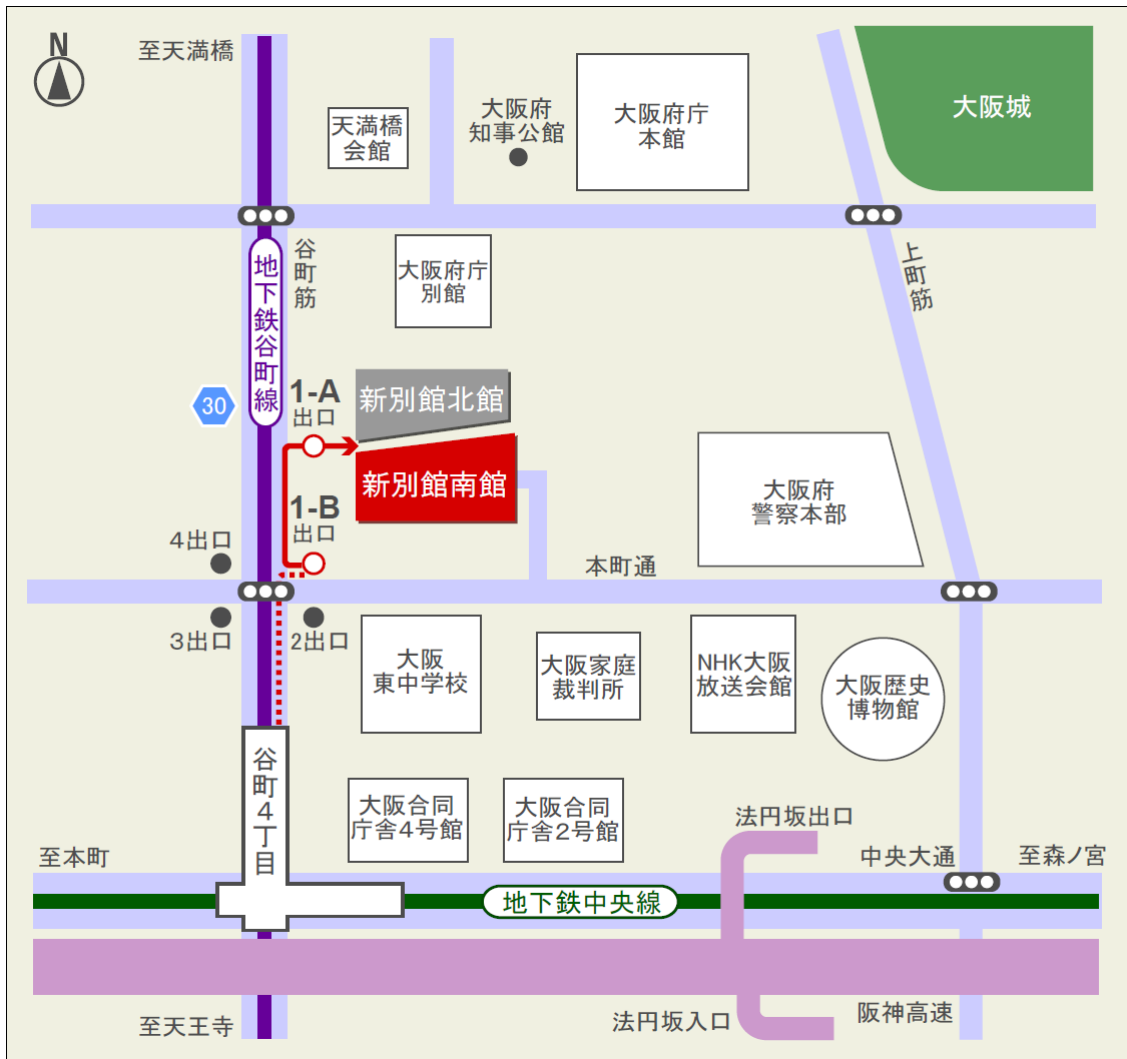 N
至天満橋
天満橋
会館
大阪府
知事公館
大阪府庁
本館
大阪城
谷町筋
大阪府庁
別館
上町筋
地下鉄谷町線
30
1-A
出口
新別館北館
新別館南館
1-B
出口
大阪府
警察本部
4出口
本町通
3出口
2出口
大阪
東中学校
大阪家庭
裁判所
NHK大阪
放送会館
大阪歴史
博物館
谷町4丁目
大阪合同
庁舎4号館
大阪合同
庁舎2号館
法円坂出口
至本町
中央大通
至森ノ宮
地下鉄中央線
至天王寺
法円坂入口
阪神高速